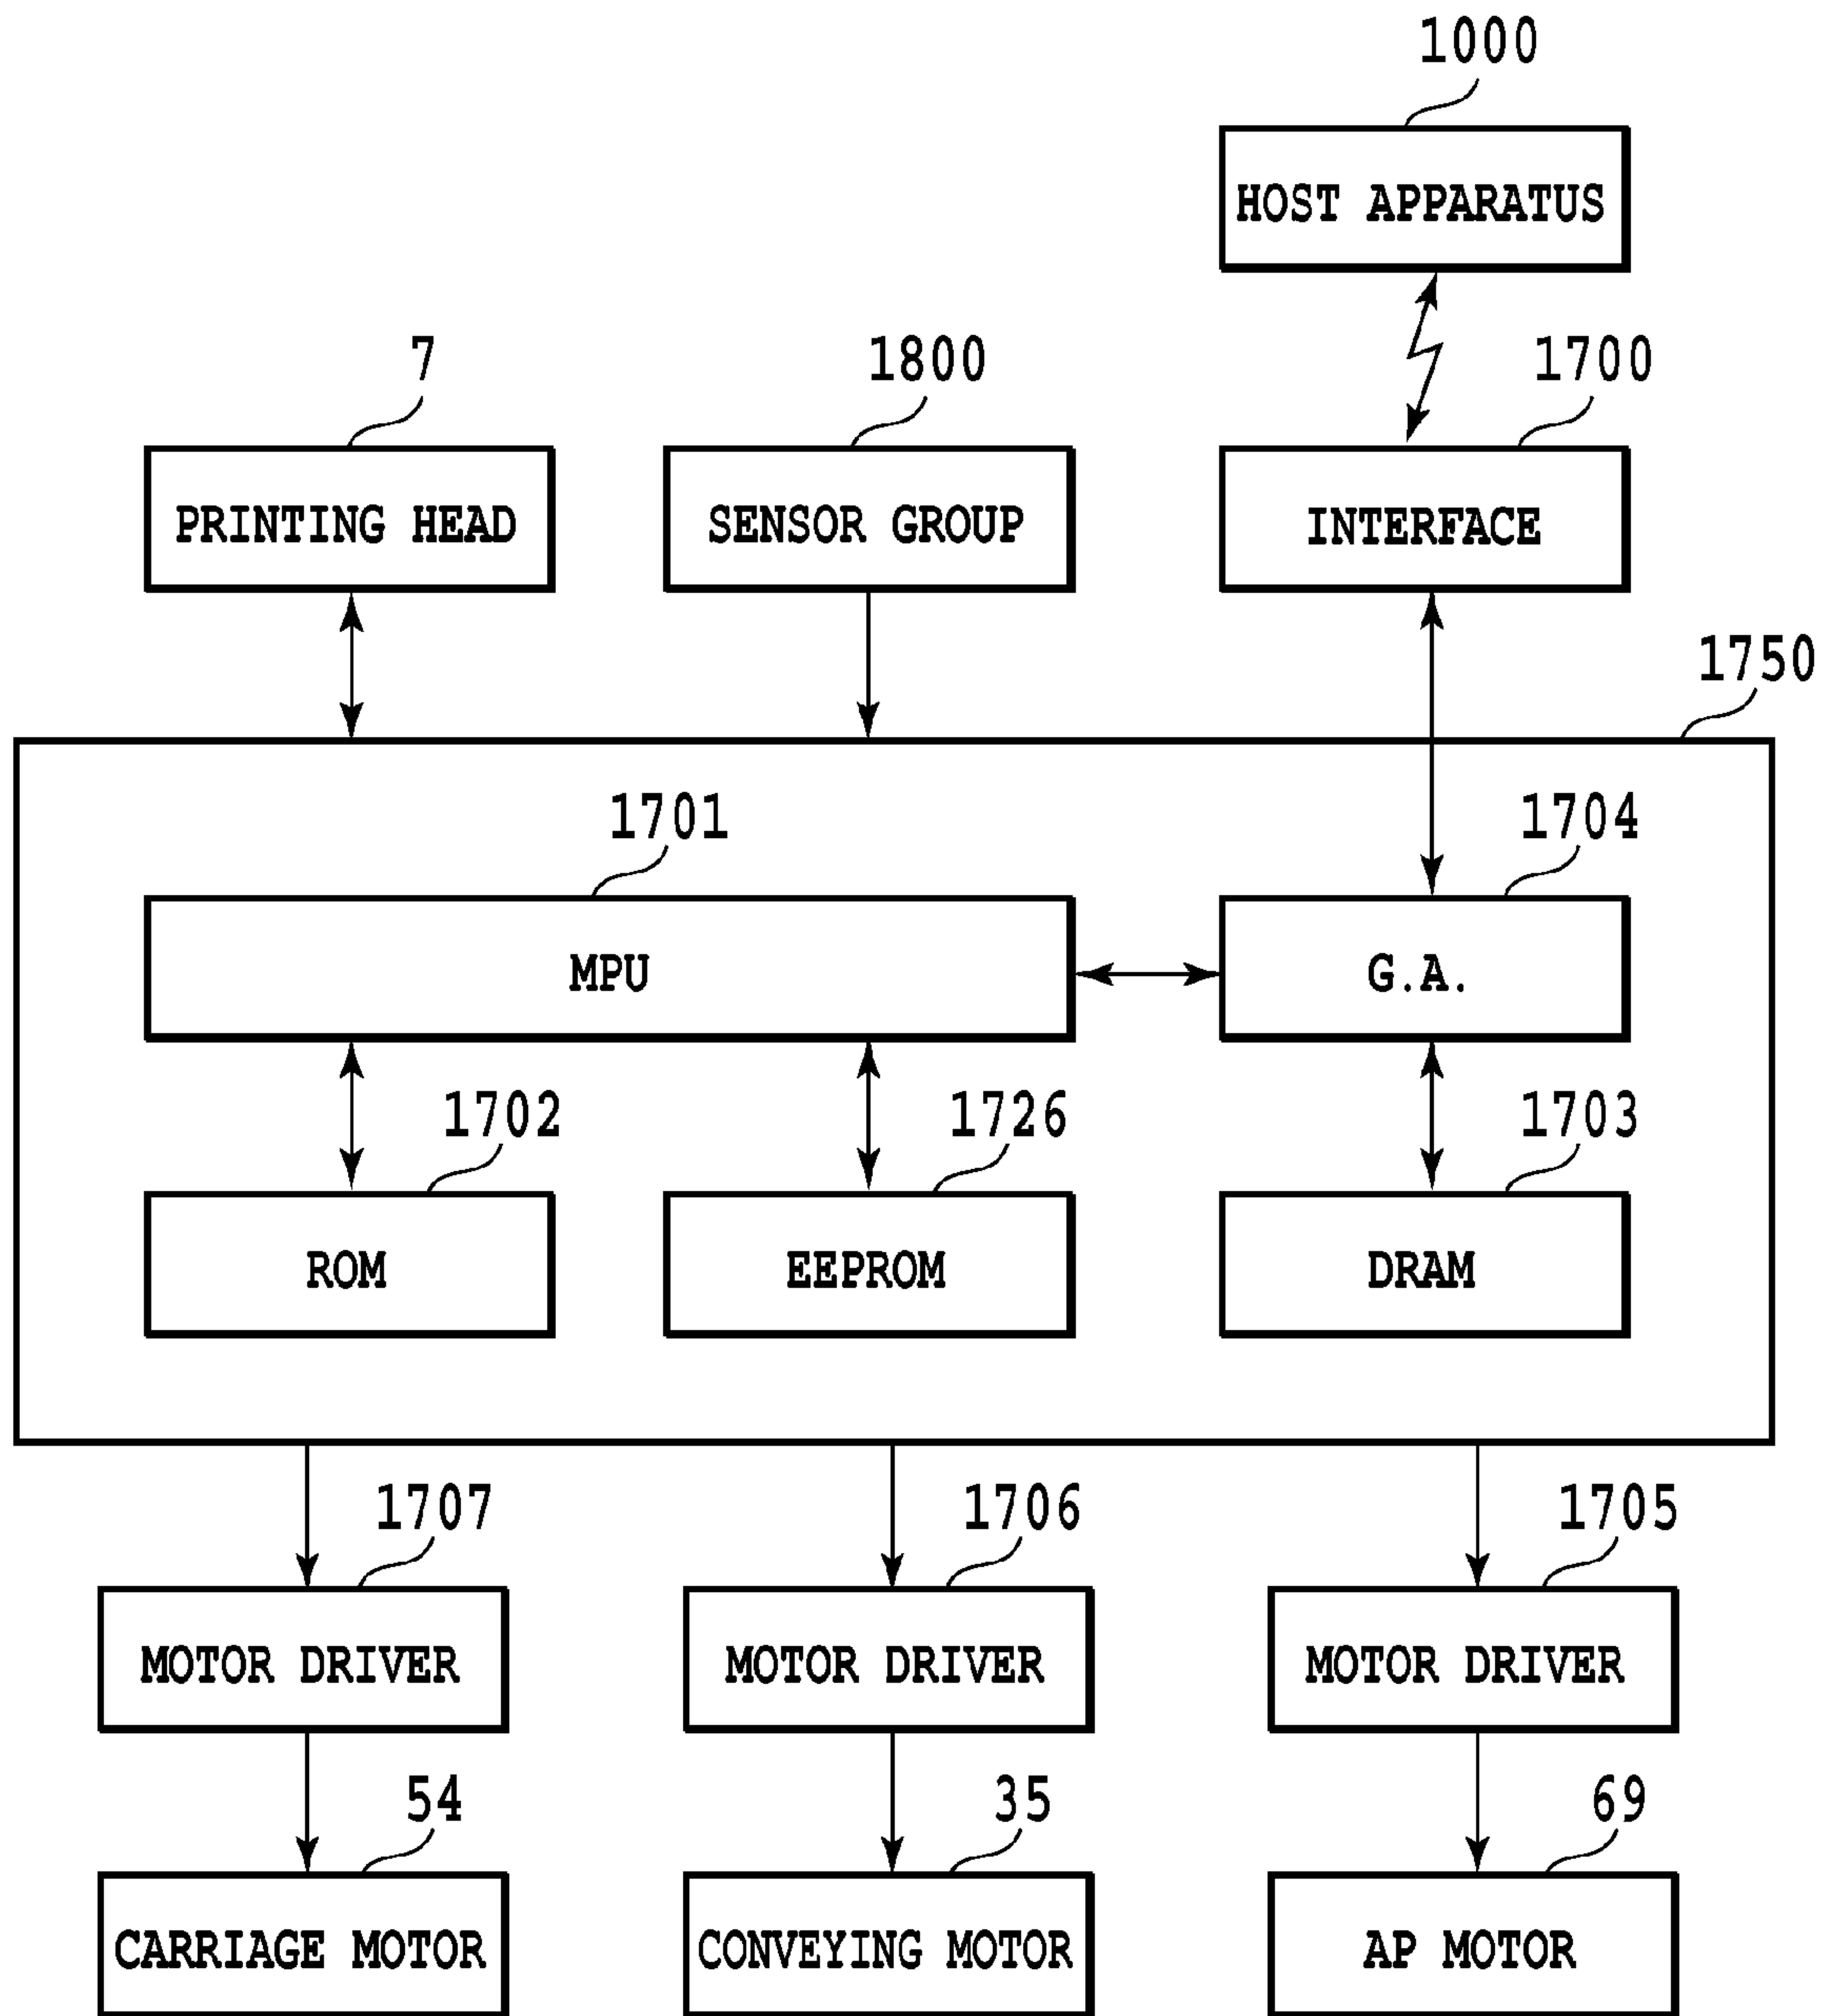 1000
HOST APPARATUS
7
1800
1700
PRINTING HEAD
SENSOR GROUP
INTERFACE
1750
1701
1704
MPU
G.A.
1702
1726
1703
ROM
EEPROM
DRAM
1707
1706
1705
MOTOR DRIVER
MOTOR DRIVER
MOTOR DRIVER
54
35
69
CARRIAGE MOTOR
CONVEYING MOTOR
AP MOTOR